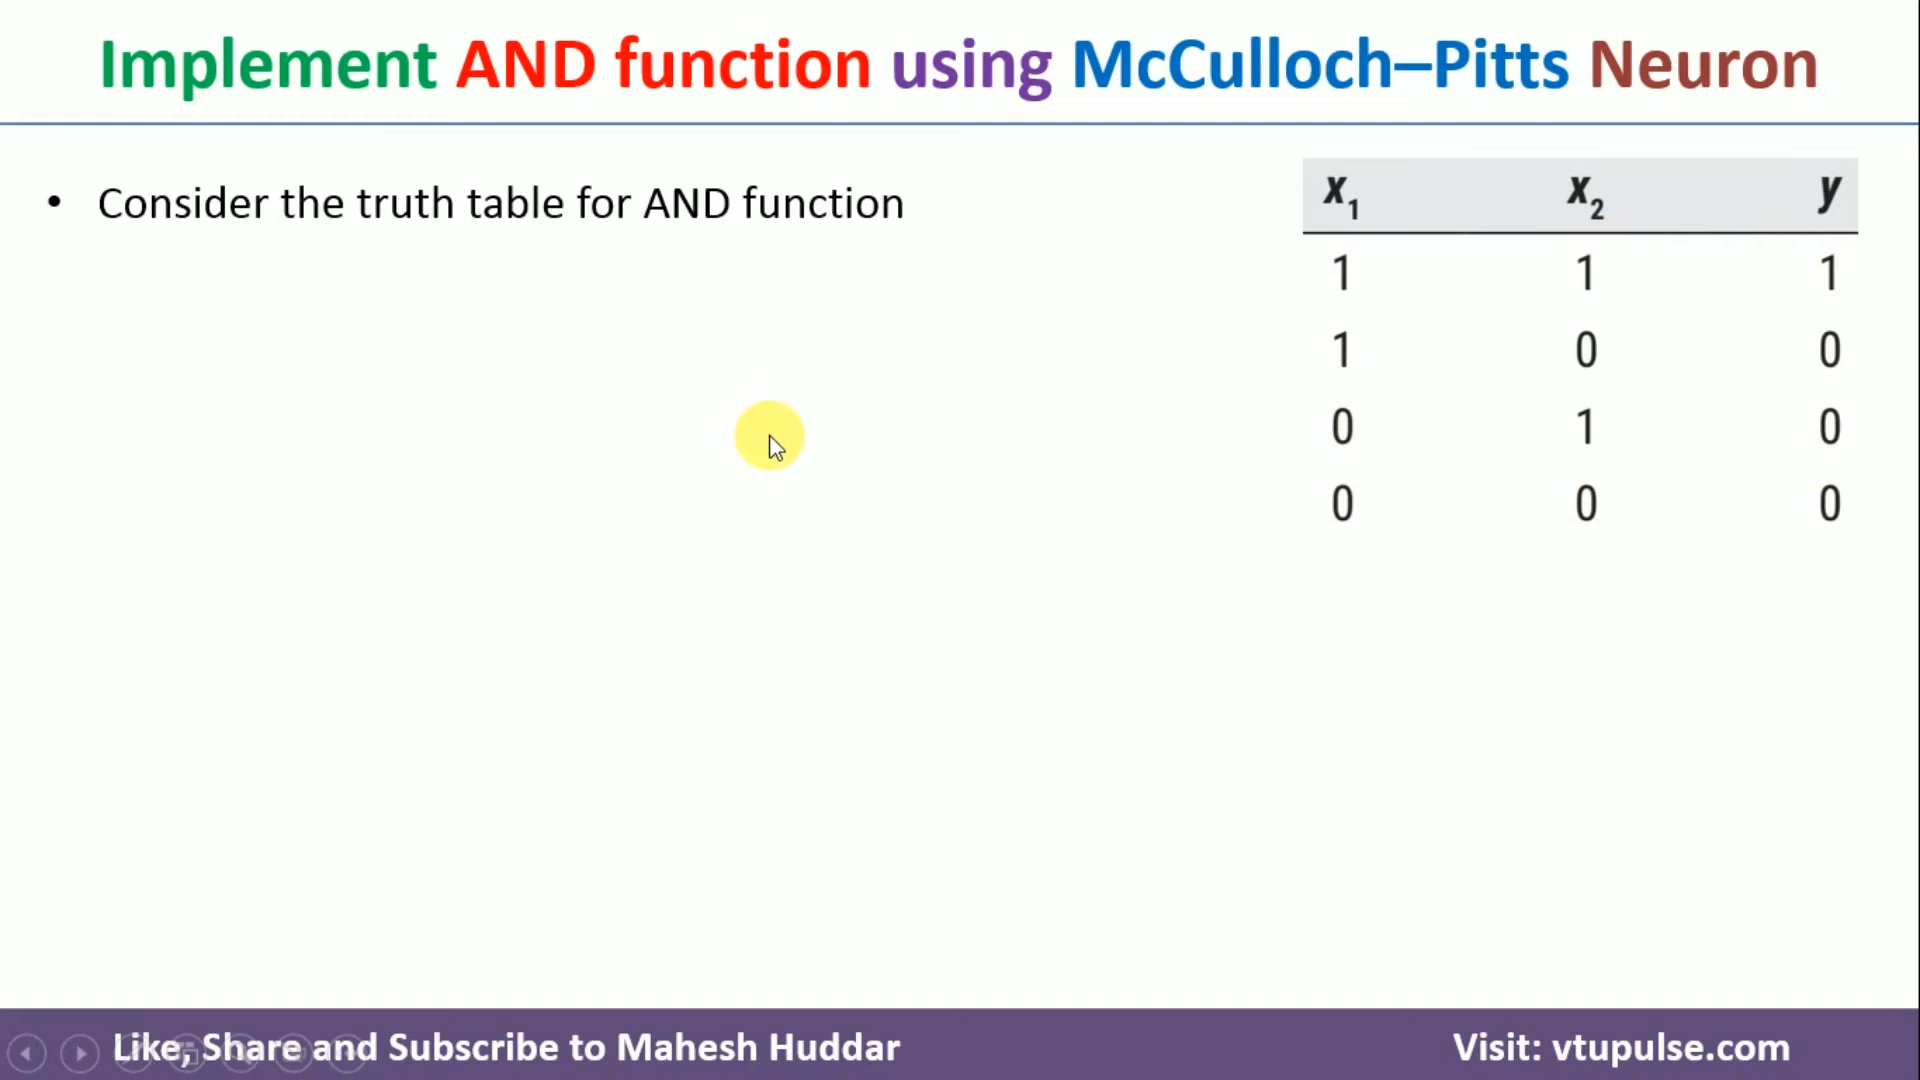 Implement AND function using McCulloch–Pitts Neuron
• Consider the truth table for AND function
x1 x2 y
1 1 1
1 0 0
0 1 0
0 0 0
Like, Share and Subscribe to Mahesh Huddar
Visit: vtupulse.com